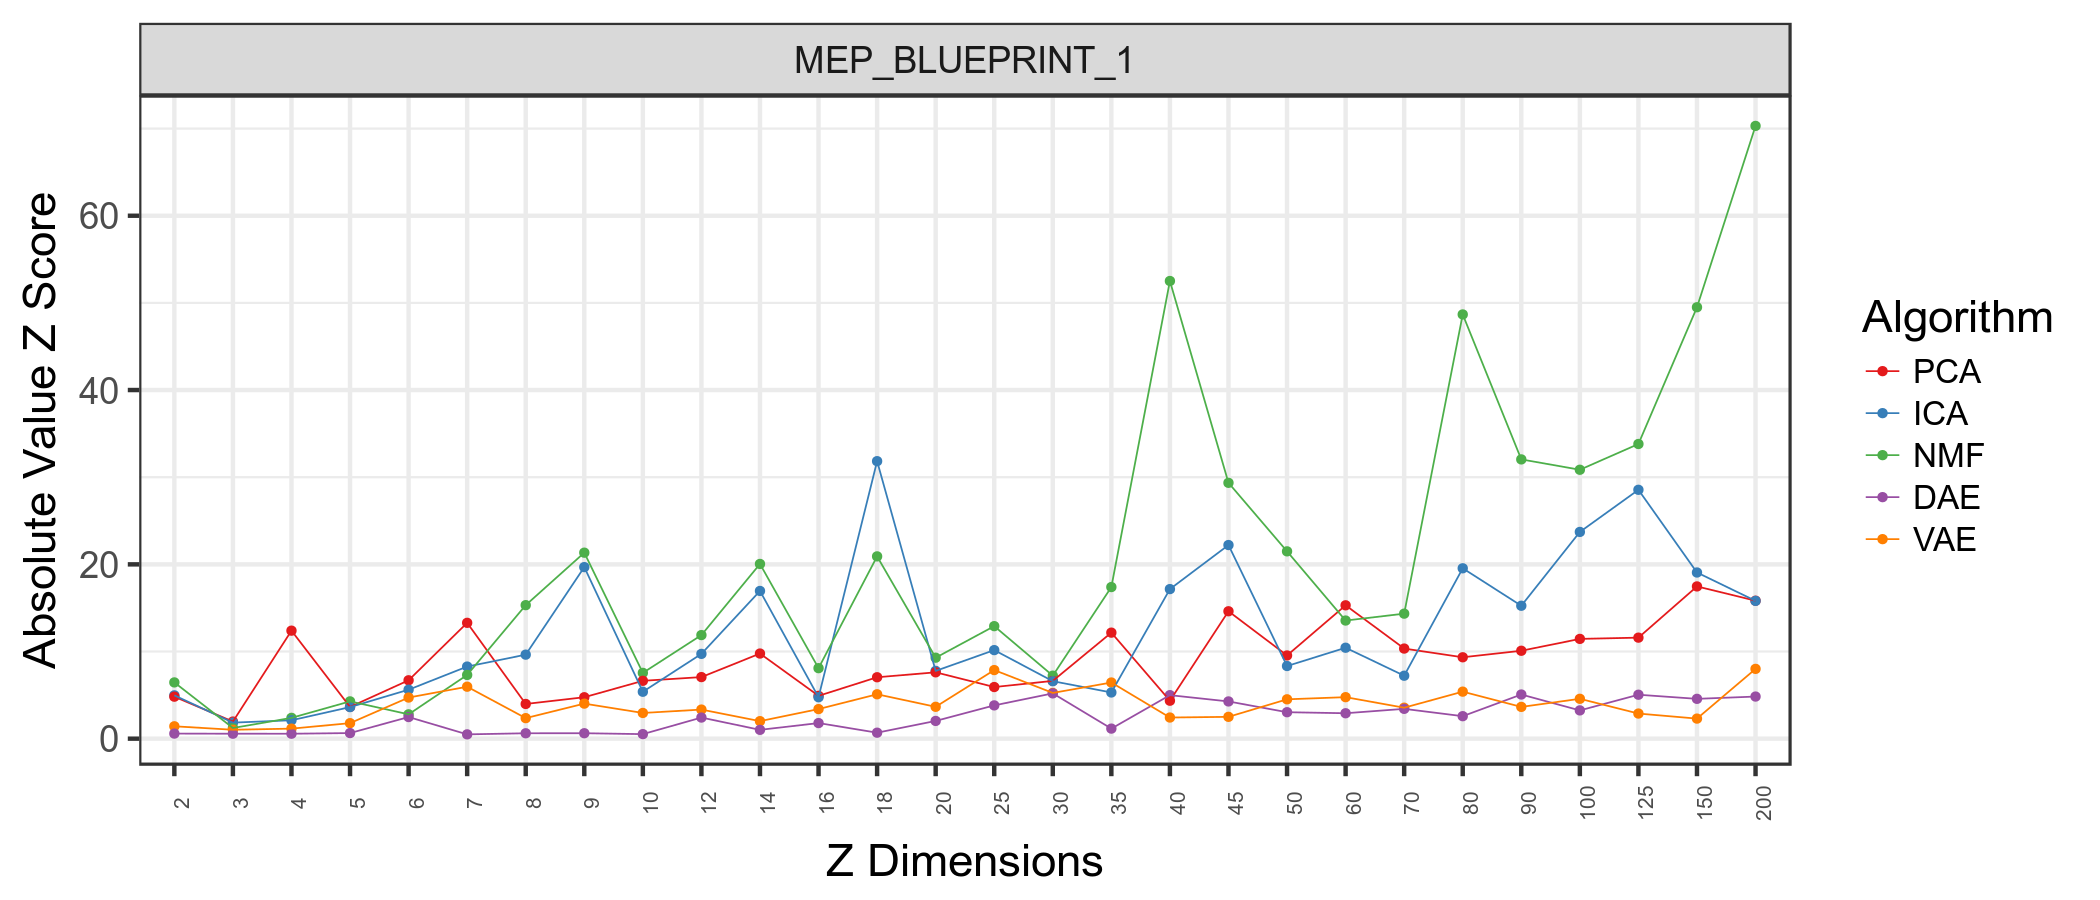 MEP_BLUEPRINT_1
Absolute Value Z Score
60
40
20
0
2 3 4 5 6 7 8 9 10 12 14 16 18 20 25 30 35 40 45 50 60 70 80 90 100 125 150 200
Z Dimensions
Algorithm
PCA
ICA
NMF
DAE
VAE